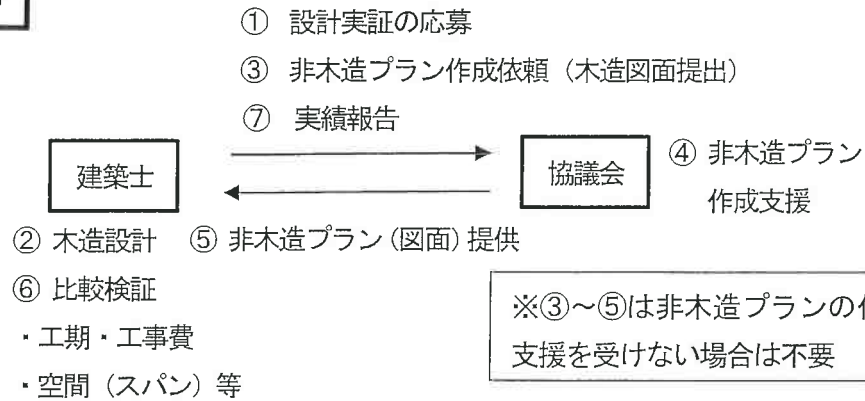 ① 設計実証の応募
③ 非木造プラン作成依頼（木造図面提出）
⑦ 実績報告
建築士
協議会
④ 非木造プラン
作成支援
② 木造設計 ⑤ 非木造プラン（図面）提供
⑥ 比較検証
・工期・工事費
・空間（スパン）等
※③～⑤は非木造プランの
支援を受けない場合は不要